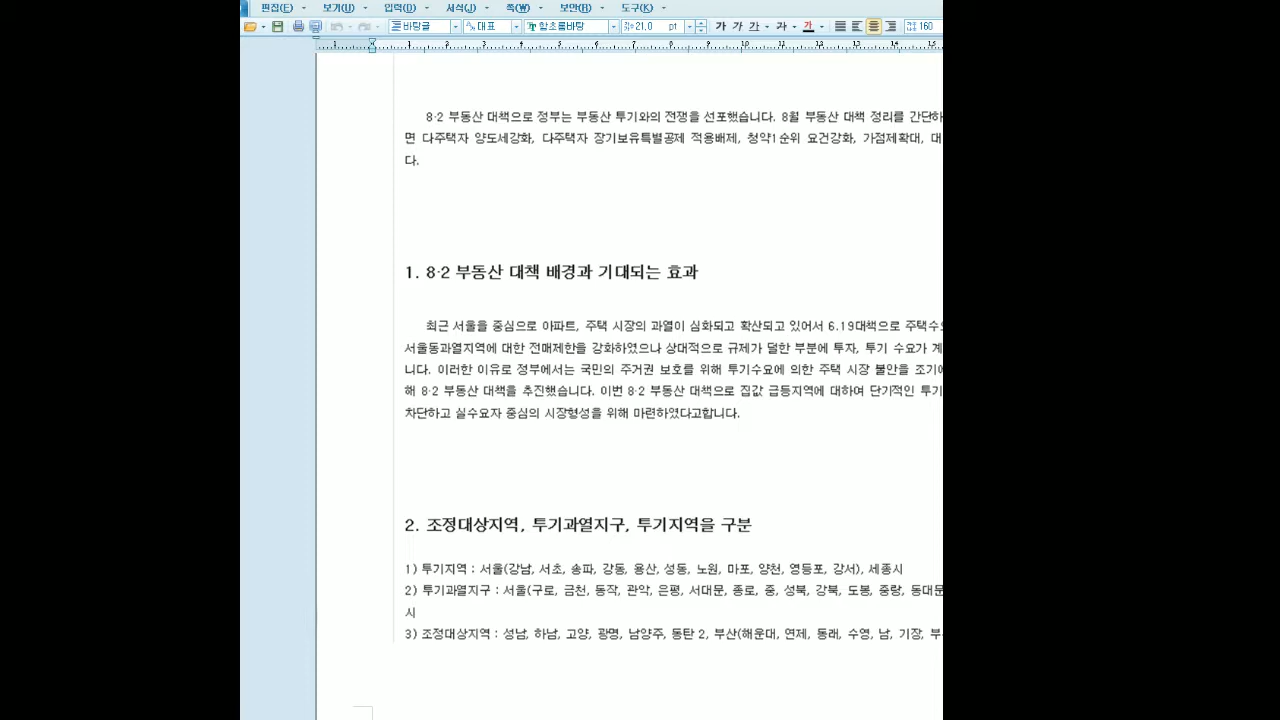 편집(E) 보기(U) 입력(D) 서식(J) 쪽(W) 보안(B) 도구(K)
바탕글 대표 함초롬바탕 21,0 pt 가 가 가 가 가 160
1 1 2 3 4 5 6 7 8 9 10 11 12 13 14 15
8·2 부동산 대책으로 정부는 부동산 투기와의 전쟁을 선포했습니다. 8월 부동산 대책 정리를 간단하
면 다주택자 양도세강화, 다주택자 장기보유특별공제 적용배제, 청약1순위 요건강화, 가점제확대, 대
다.
1. 8·2 부동산 대책 배경과 기대되는 효과
최근 서울을 중심으로 아파트, 주택 시장의 과열이 심화되고 확산되고 있어서 6.19대책으로 주택수요
서울동과열지역에 대한 전매제한을 강화하였으나 상대적으로 규제가 덜한 부분에 투자, 투기 수요가 계
니다. 이러한 이유로 정부에서는 국민의 주거권 보호를 위해 투기수요에 의한 주택 시장 불안을 조기에
해 8·2 부동산 대책을 추진했습니다. 이번 8·2 부동산 대책으로 집값 급등지역에 대하여 단기적인 투기
차단하고 실수요자 중심의 시장형성을 위해 마련하였다고합니다.
2. 조정대상지역, 투기과열지구, 투기지역을 구분
1) 투기지역 : 서울(강남, 서초, 송파, 강동, 용산, 성동, 노원, 마포, 양천, 영등포, 강서), 세종시
2) 투기과열지구 : 서울(구로, 금천, 동작, 관악, 은평, 서대문, 종로, 중, 성북, 강북, 도봉, 중랑, 동대문
시
3) 조정대상지역 : 성남, 하남, 고양, 광명, 남양주, 동탄 2, 부산(해운대, 연제, 동래, 수영, 남, 기장, 부